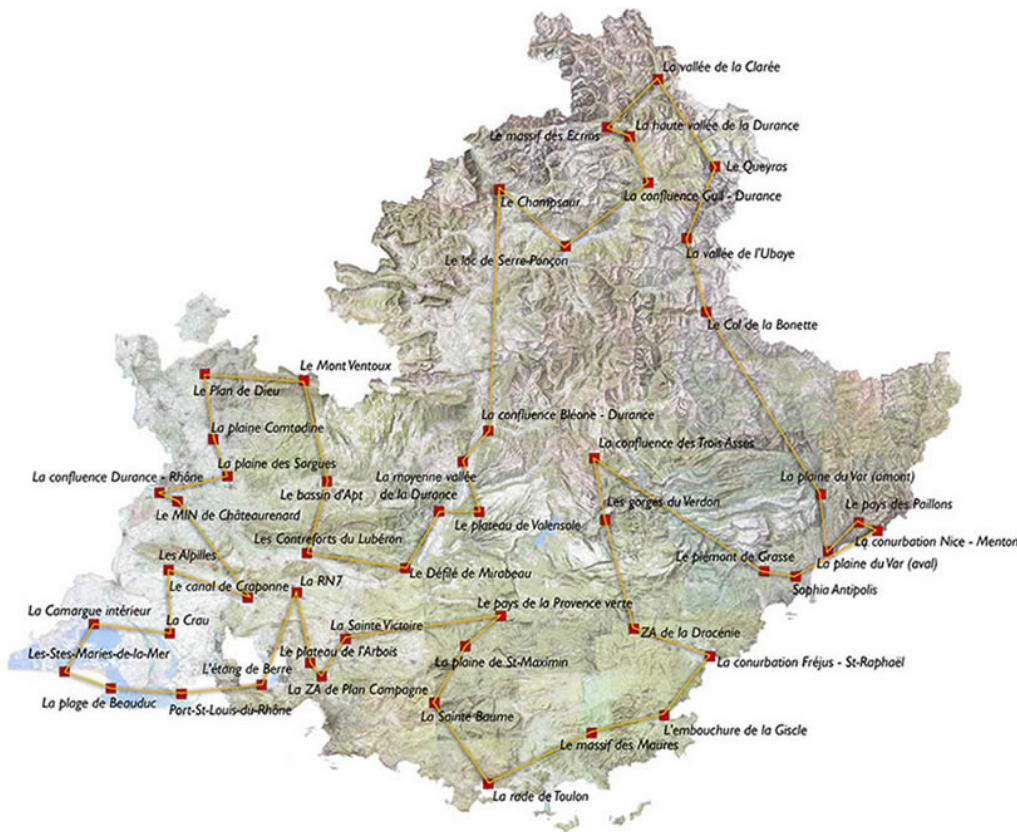 La vallée de la Clarée
La haute vallée de la Durance
Le massif des Ecrins
Le Queyras
La confluence Guil - Durance
Le Champsaur
La vallée de l'Ubaye
Le lac de Serre-Ponçon
Le Col de la Bonette
Le Mont Ventoux
Le Plan de Dieu
La confluence Bléone - Durance
La plaine Comtadine
La confluence des Trois Asses
La plaine des Sorgues
La confluence Durance - Rhône
La moyenne vallée
de la Durance
La plaine du Var (amont)
Le bassin d'Apt
Les gorges du Verdon
Le pays des Paillons
Le MIN de Châteaurenard
Le plateau de Valensole
Les Contreforts du Lubéron
La conurbation Nice - Menton
Les Alpilles
Le piémont de Grasse
La plaine du Var (aval)
Le Défilé de Mirabeau
La RN7
Le canal de Craponne
Sophia Antipolis
La Camargue intérieur
Le pays de la Provence verte
La Crau
La Sainte Victoire
ZA de la Dracénie
Les-Stes-Maries-de-la-Mer
Le plateau de l'Arbois
La plaine de St-Maximin
La conurbation Fréjus - St-Raphaël
L'étang de Berre
La ZA de Plan Campagne
La plage de Beauduc
Port-St-Louis-du-Rhône
La Sainte Baume
L'embouchure de la Giscle
Le massif des Maures
La rade de Toulon